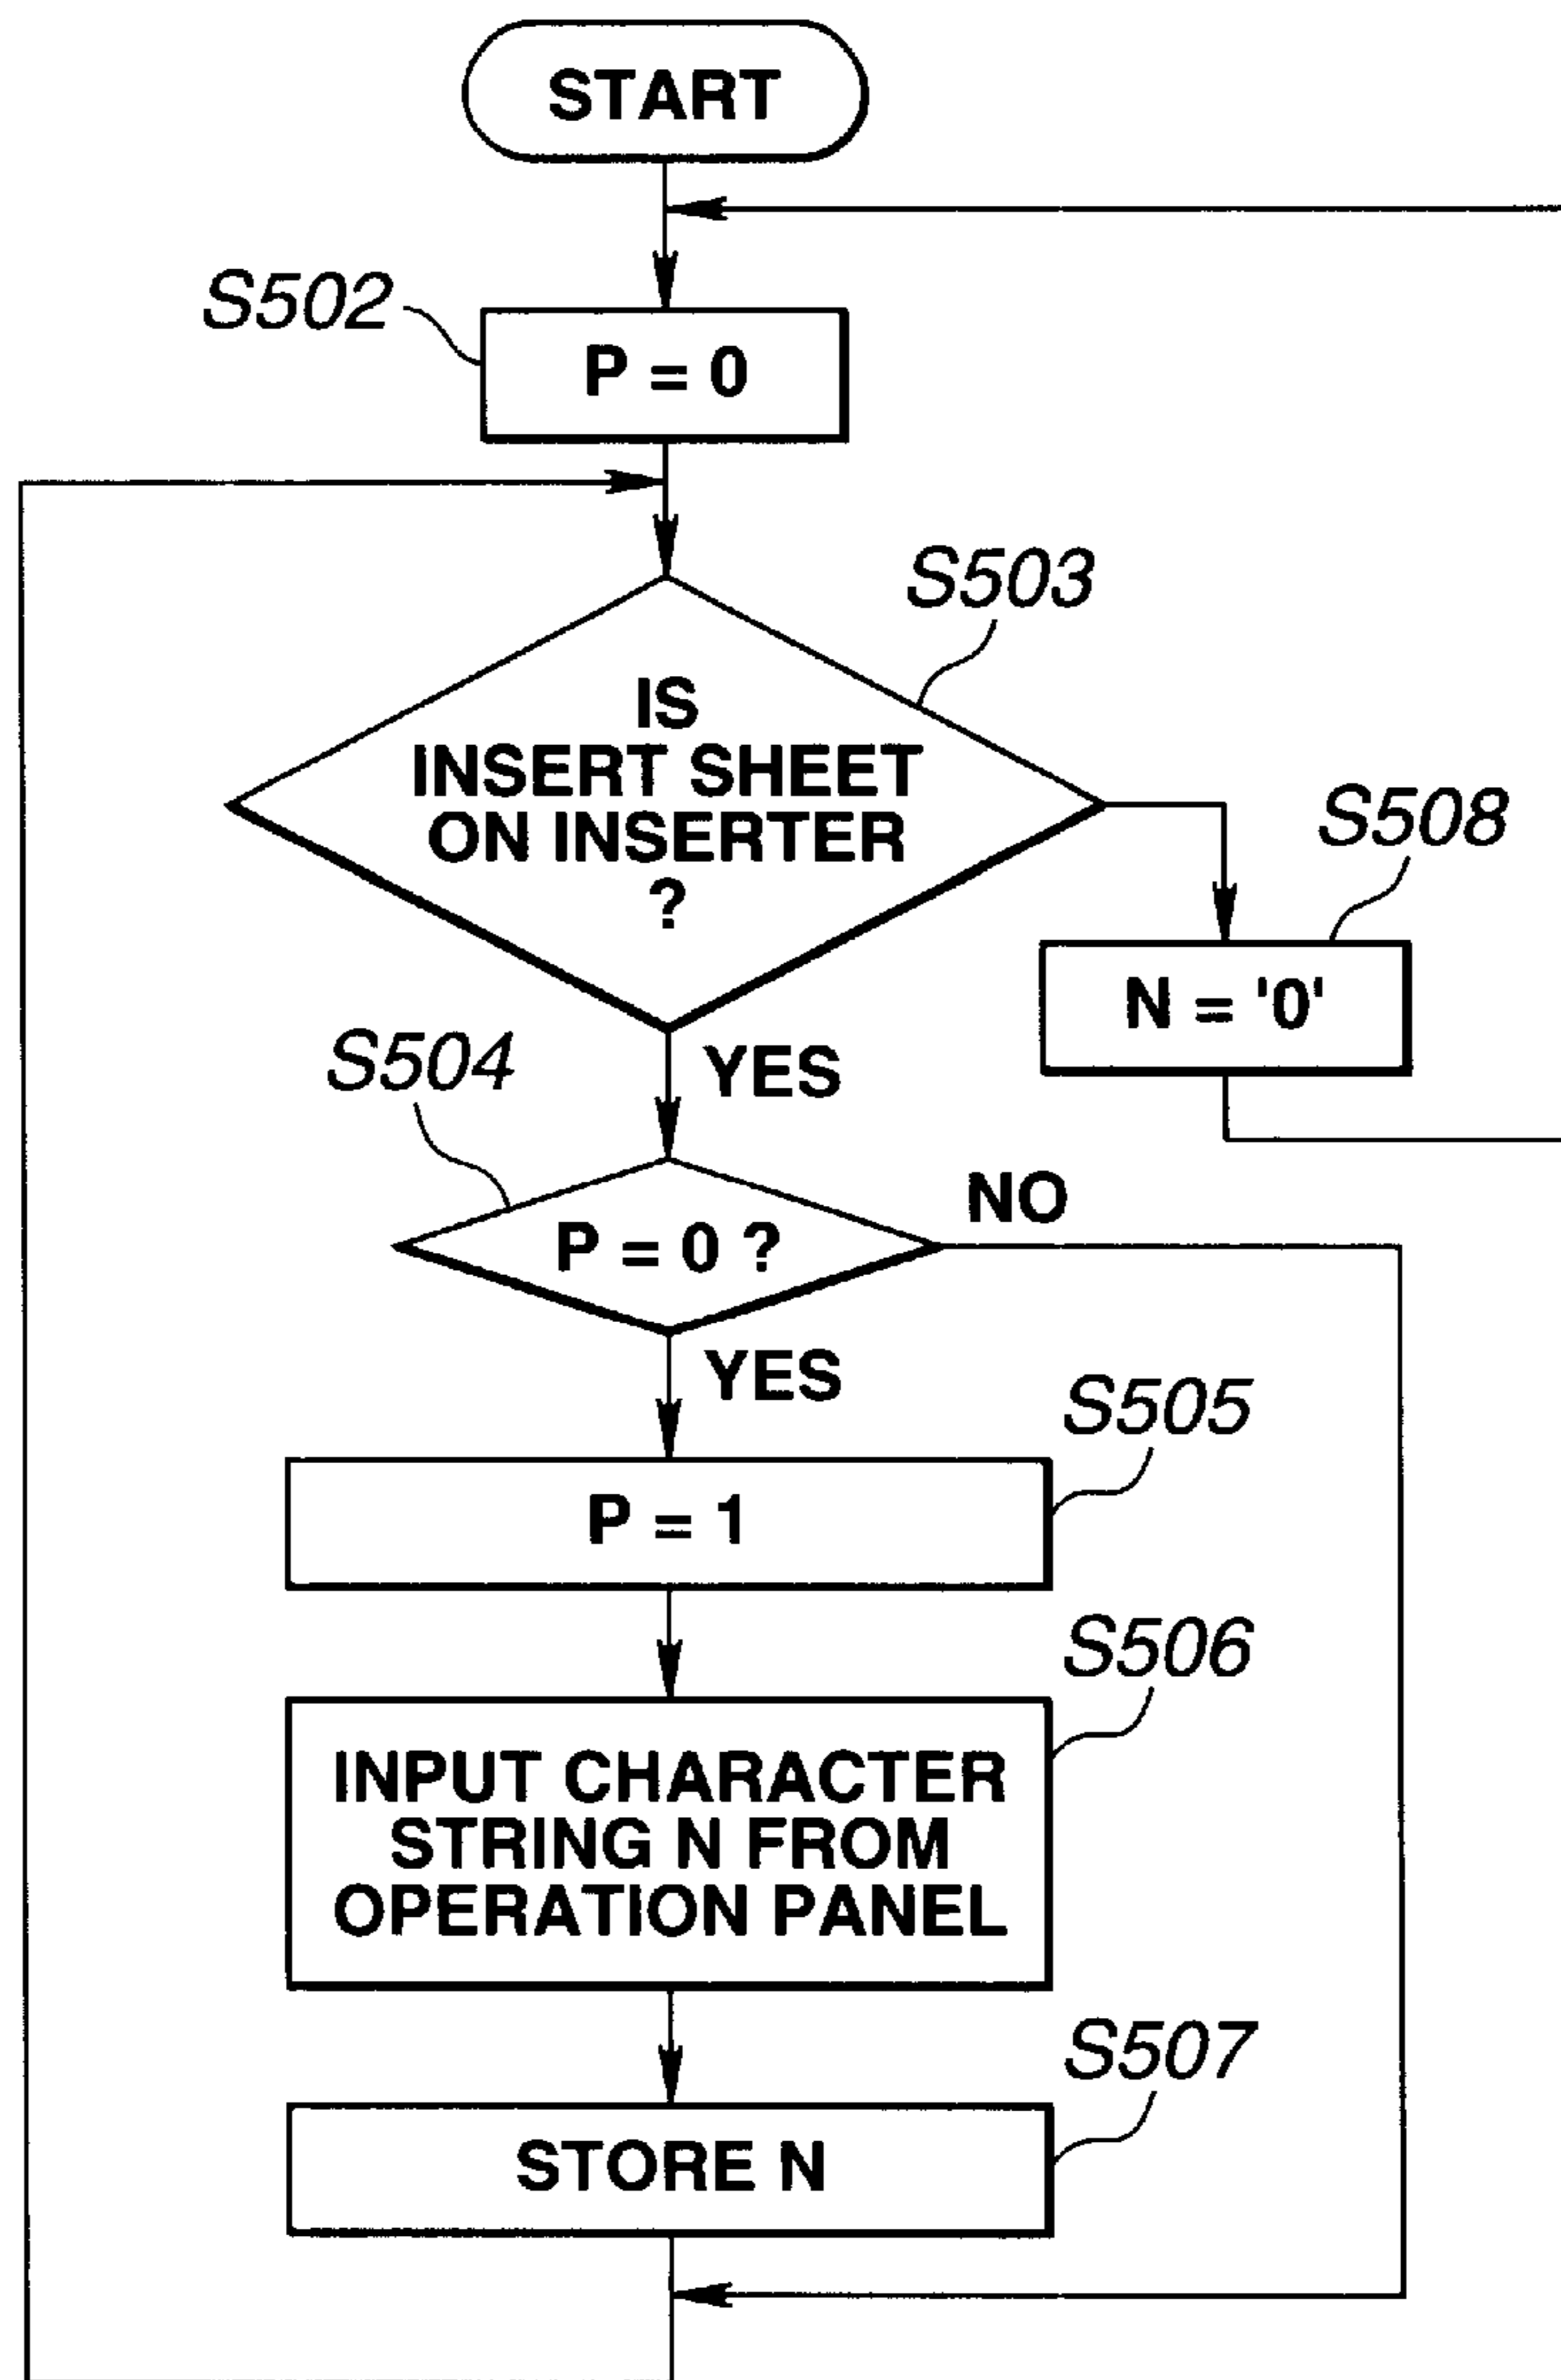 START
S502
P = 0
S503
IS
INSERT SHEET
ON INSERTER
?
S508
N = '0'
S504
YES
NO
P = 0 ?
YES
S505
P = 1
S506
INPUT CHARACTER
STRING N FROM
OPERATION PANEL
S507
STORE N